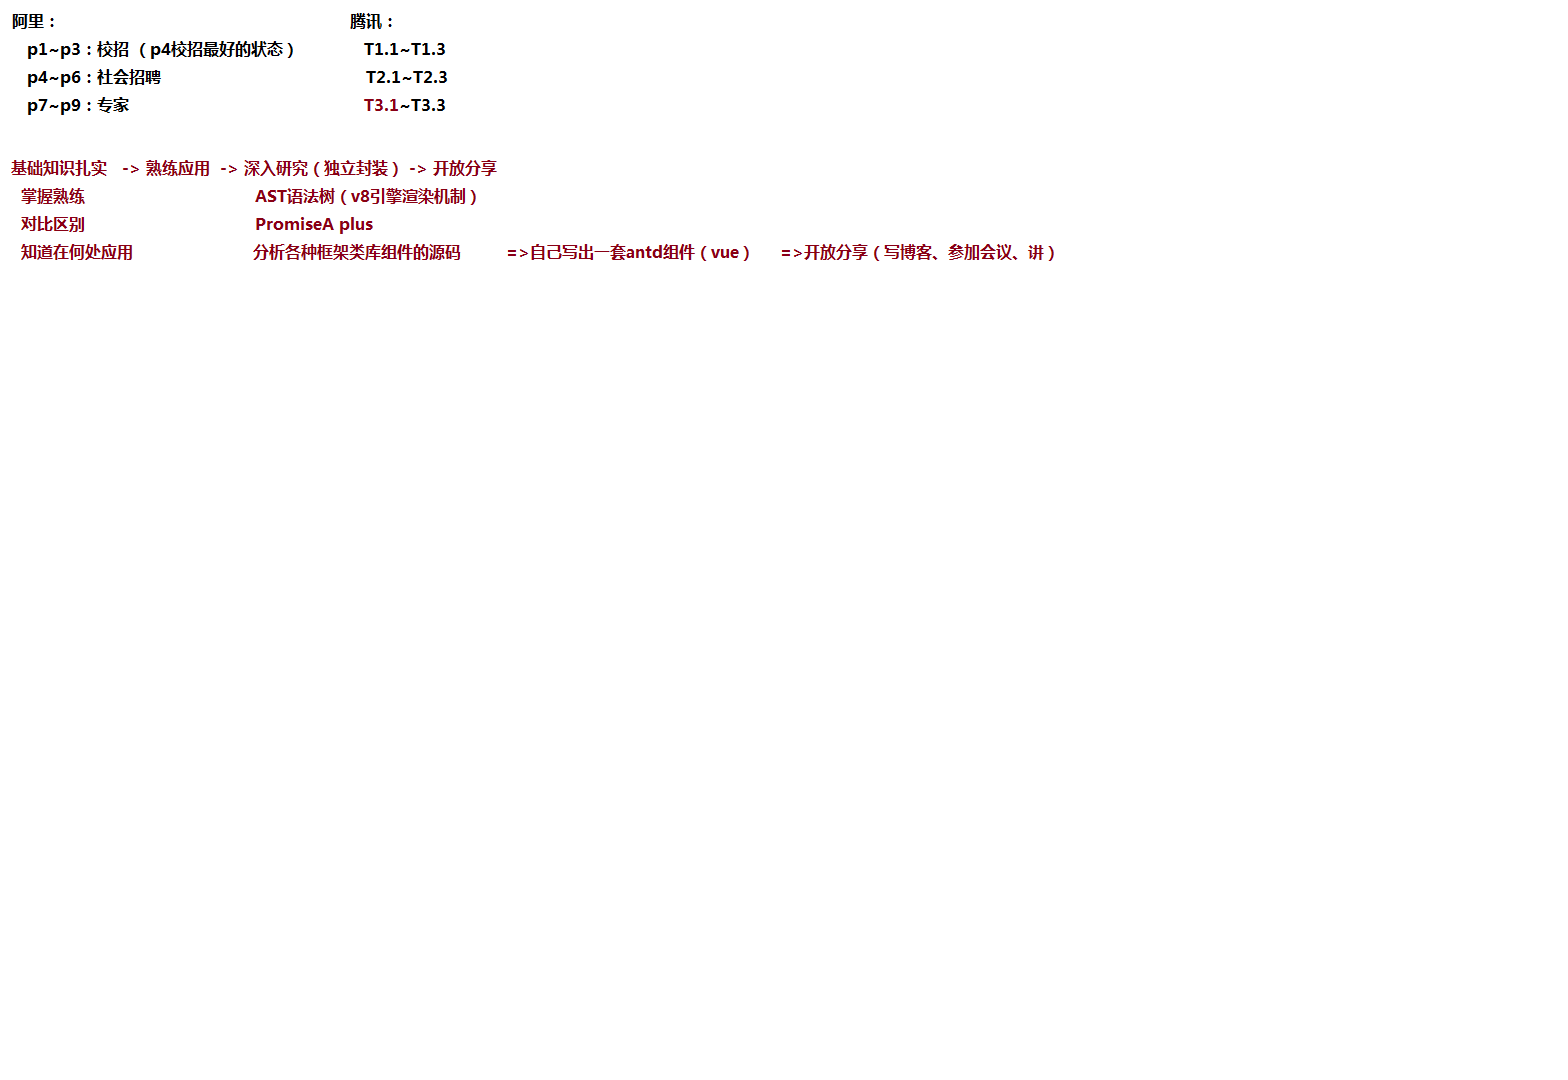 阿里： 腾讯：
p1~p3：校招 （p4校招最好的状态） T1.1~T1.3
p4~p6：社会招聘 T2.1~T2.3
p7~p9：专家 T3.1~T3.3
基础知识扎实 -> 熟练应用 -> 深入研究（独立封装） -> 开放分享
掌握熟练 AST语法树（v8引擎渲染机制）
对比区别 PromiseA plus
知道在何处应用 分析各种框架类库组件的源码 =>自己写出一套antd组件（vue） =>开放分享（写博客、参加会议、讲）